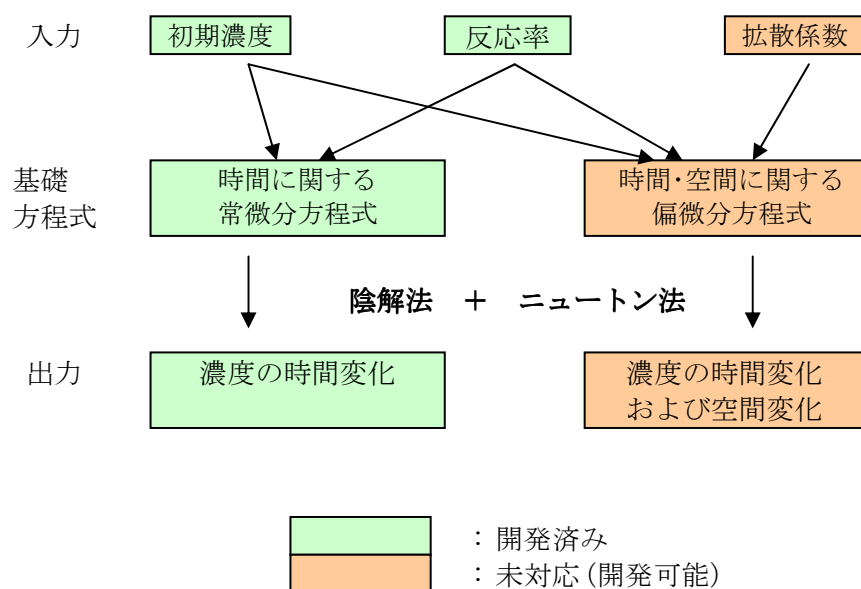 入力
初期濃度
反応率
拡散係数
基礎
方程式
時間に関する
常微分方程式
時間・空間に関する
偏微分方程式
陰解法 + ニュートン法
出力
濃度の時間変化
濃度の時間変化
および空間変化
：開発済み
：未対応(開発可能)